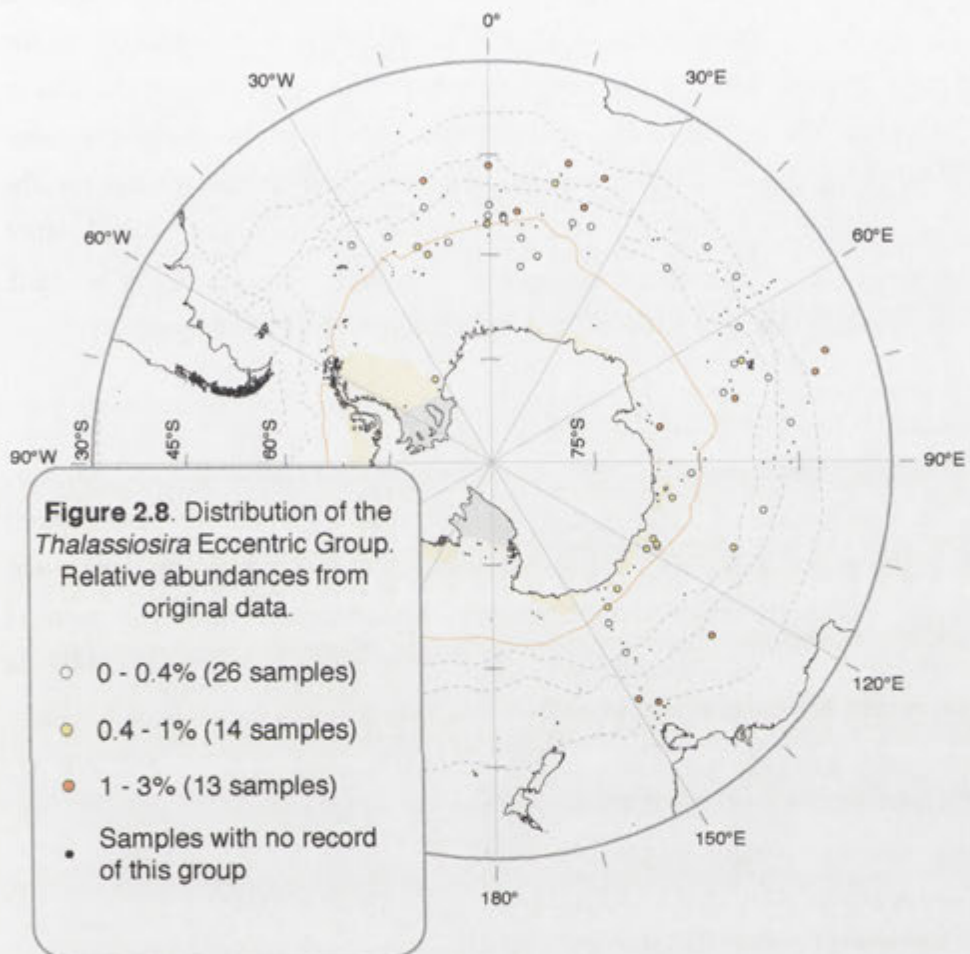 0°
30°W
30°E
60°W
60°E
90°W
30°S
45°S
60°S
75°S
90°E
120°E
150°E
180°
Figure 2.8. Distribution of the
Thalassiosira Eccentric Group.
Relative abundances from
original data.
0 - 0.4% (26 samples)
0.4 - 1% (14 samples)
1 - 3% (13 samples)
Samples with no record
of this group